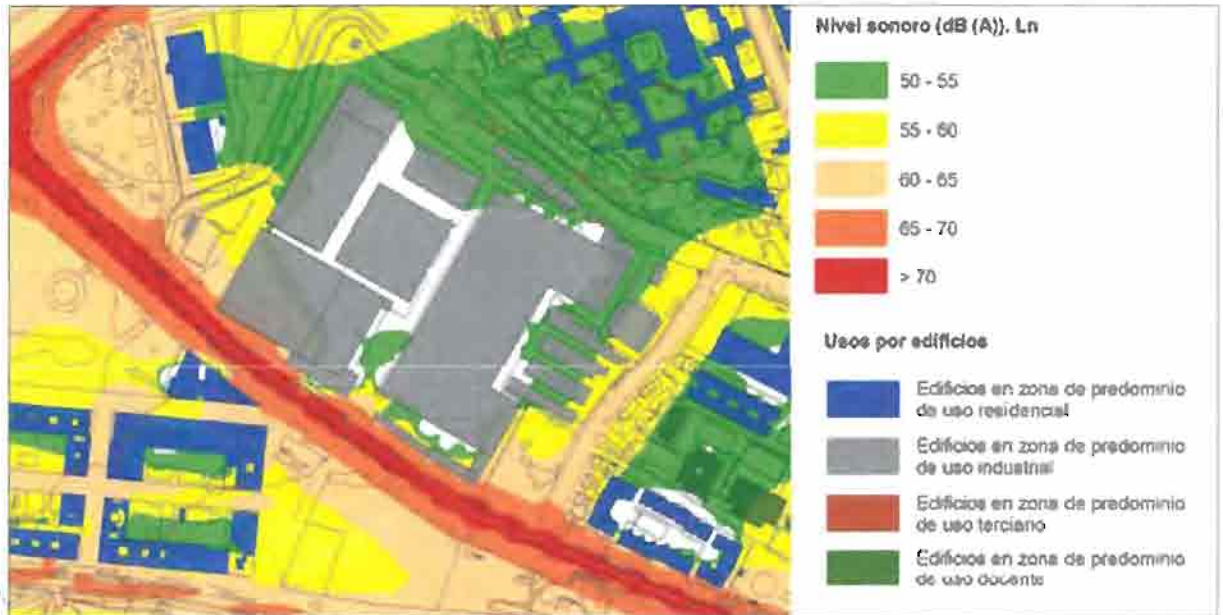 Nivel sonoro (dB (A)). Ln
50 - 55
55 - 60
60 - 65
65 - 70
> 70
Usos por edificios
Edificios en zona de predominio
de uso residencial
Edificios en zona de predominio
de uso industrial
Edificios en zona de predominio
de uso terciario
Edificios en zona de predominio
de uso docente